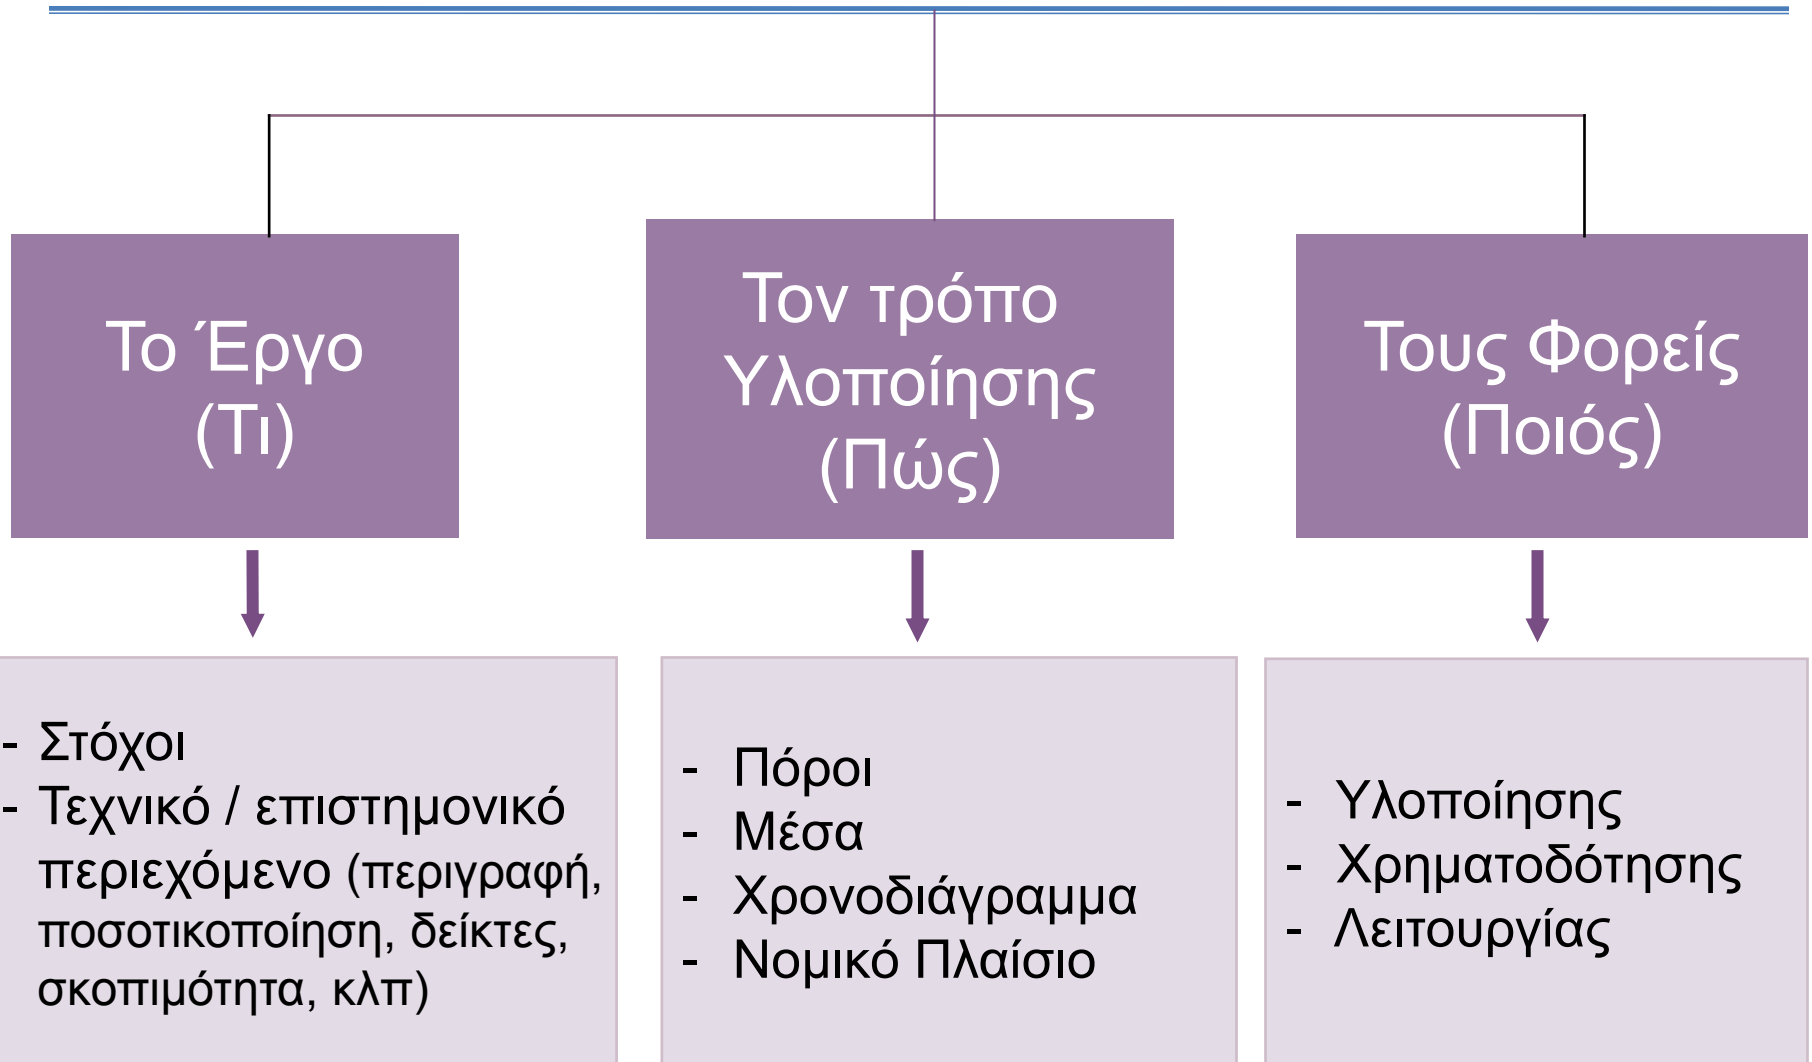 Το Έργο
(Τι)
Τον τρόπο
Υλοποίησης
(Πώς)
Τους Φορείς
(Ποιός)
- Στόχοι
- Τεχνικό / επιστημονικό
περιεχόμενο (περιγραφή,
ποσοτικοποίηση, δείκτες,
σκοπιμότητα, κλπ)
- Πόροι
- Μέσα
- Χρονοδιάγραμμα
- Νομικό Πλαίσιο
- Υλοποίησης
- Χρηματοδότησης
- Λειτουργίας